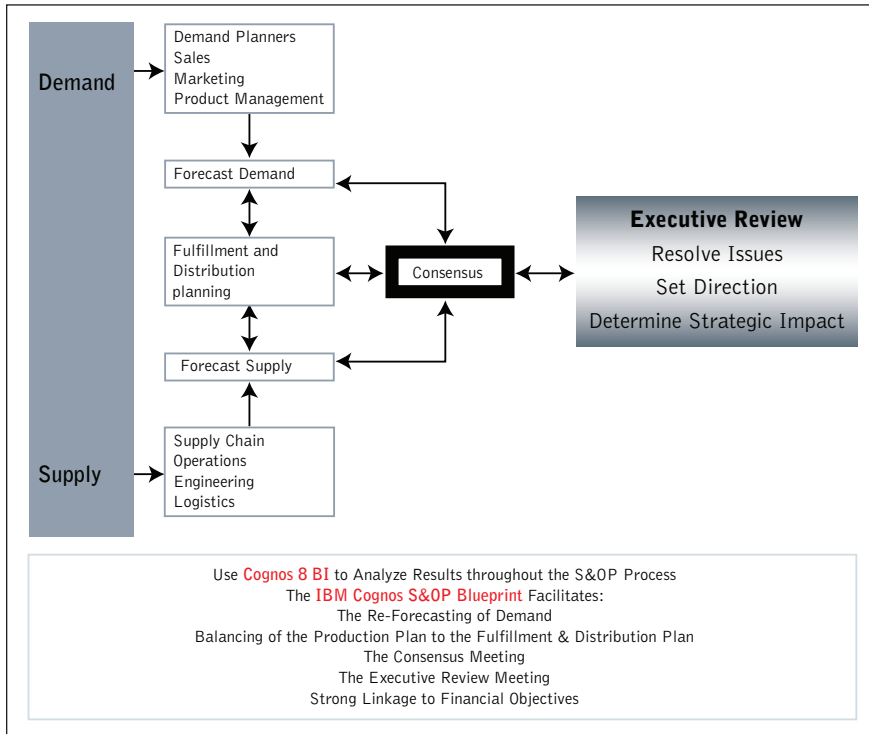 Demand
Demand Planners
Sales
Marketing
Product Management
Forecast Demand
Fulfillment and
Distribution
planning
Consensus
Executive Review
Resolve Issues
Set Direction
Determine Strategic Impact
Forecast Supply
Supply
Supply Chain
Operations
Engineering
Logistics
Use Cognos 8 BI to Analyze Results throughout the S&OP Process
The IBM Cognos S&OP Blueprint Facilitates:
The Re-Forecasting of Demand
Balancing of the Production Plan to the Fulfillment & Distribution Plan
The Consensus Meeting
The Executive Review Meeting
Strong Linkage to Financial Objectives